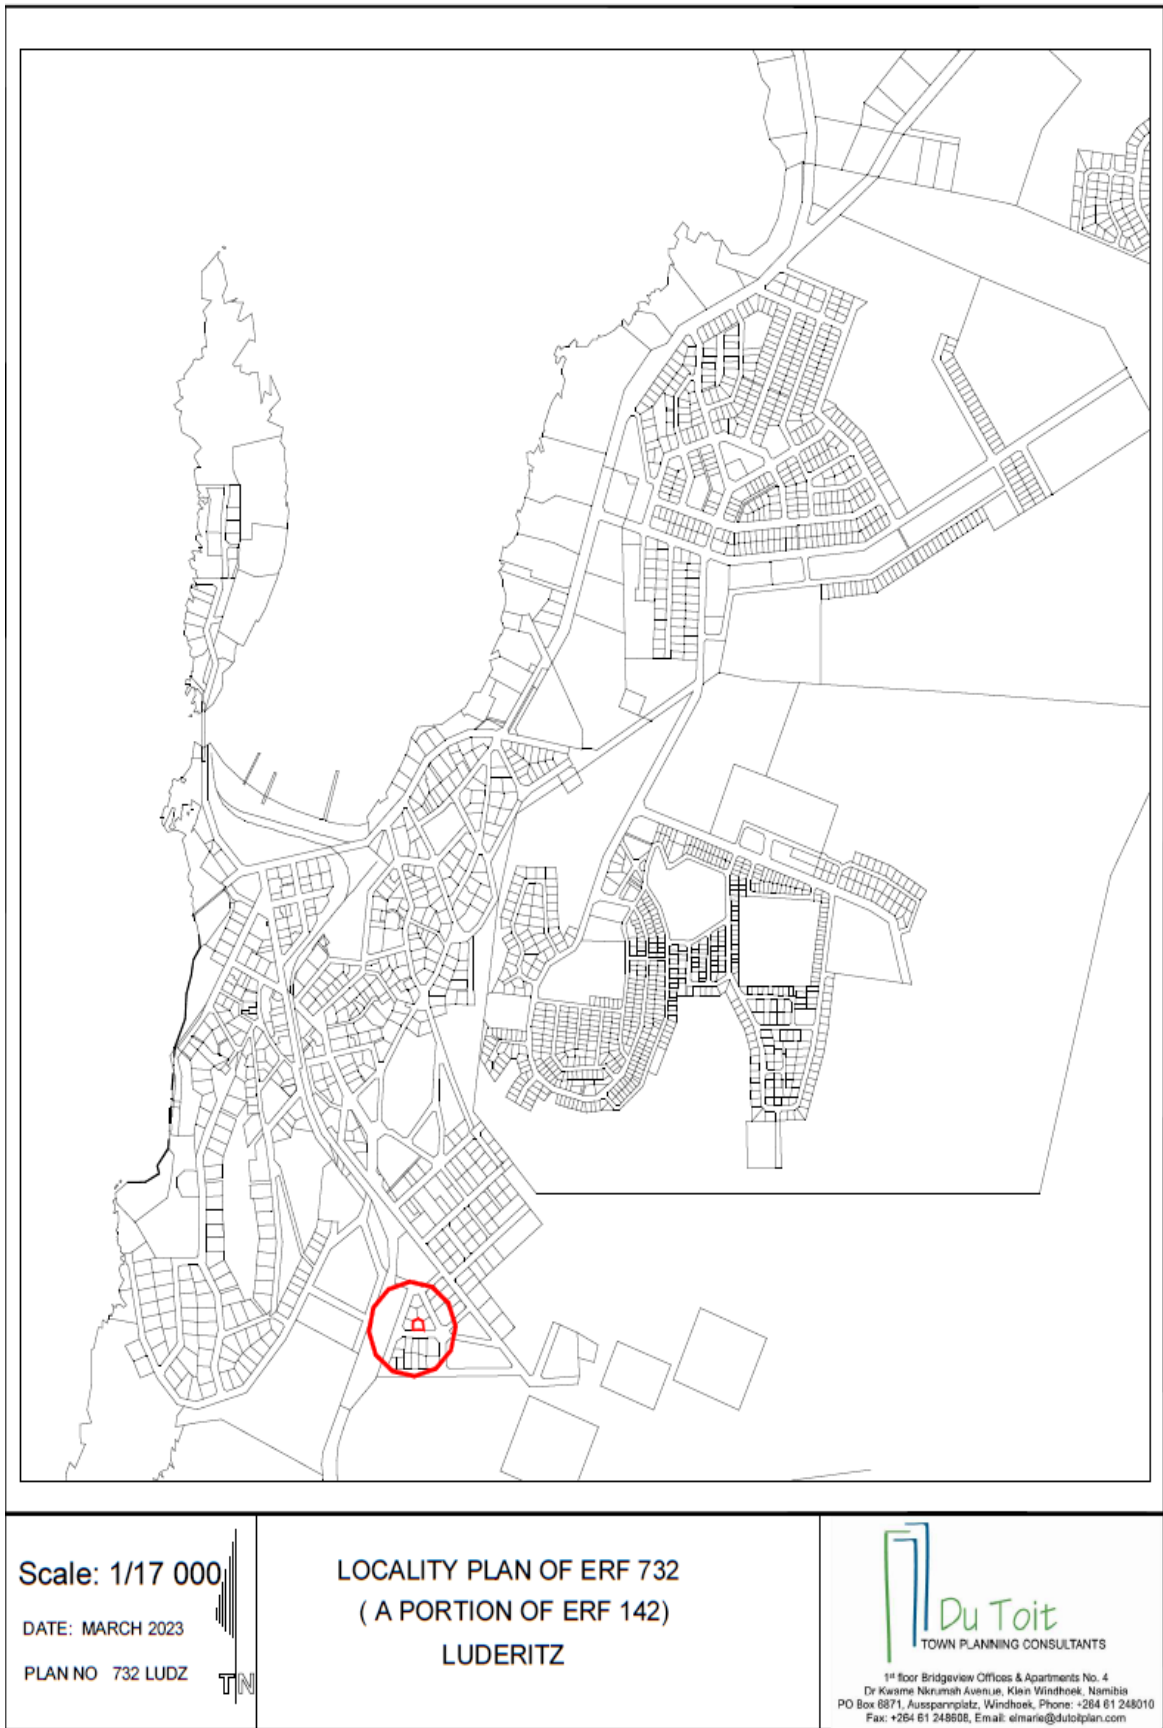 Scale: 1/17 000
DATE: MARCH 2023
PLAN NO 732 LUDZ
TN
LOCALITY PLAN OF ERF 732
( A PORTION OF ERF 142)
LUDERITZ
Du Toit
TOWN PLANNING CONSULTANTS
1st floor Bridgeview Offices & Apartments No. 4
Dr Kwame Nkrumah Avenue, Klein Windhoek, Namibia
PO Box 6871, Ausspannplatz, Windhoek, Phone: +264 61 248010
Fax: +264 61 248608, Email: elmarie@dutoitplan.com